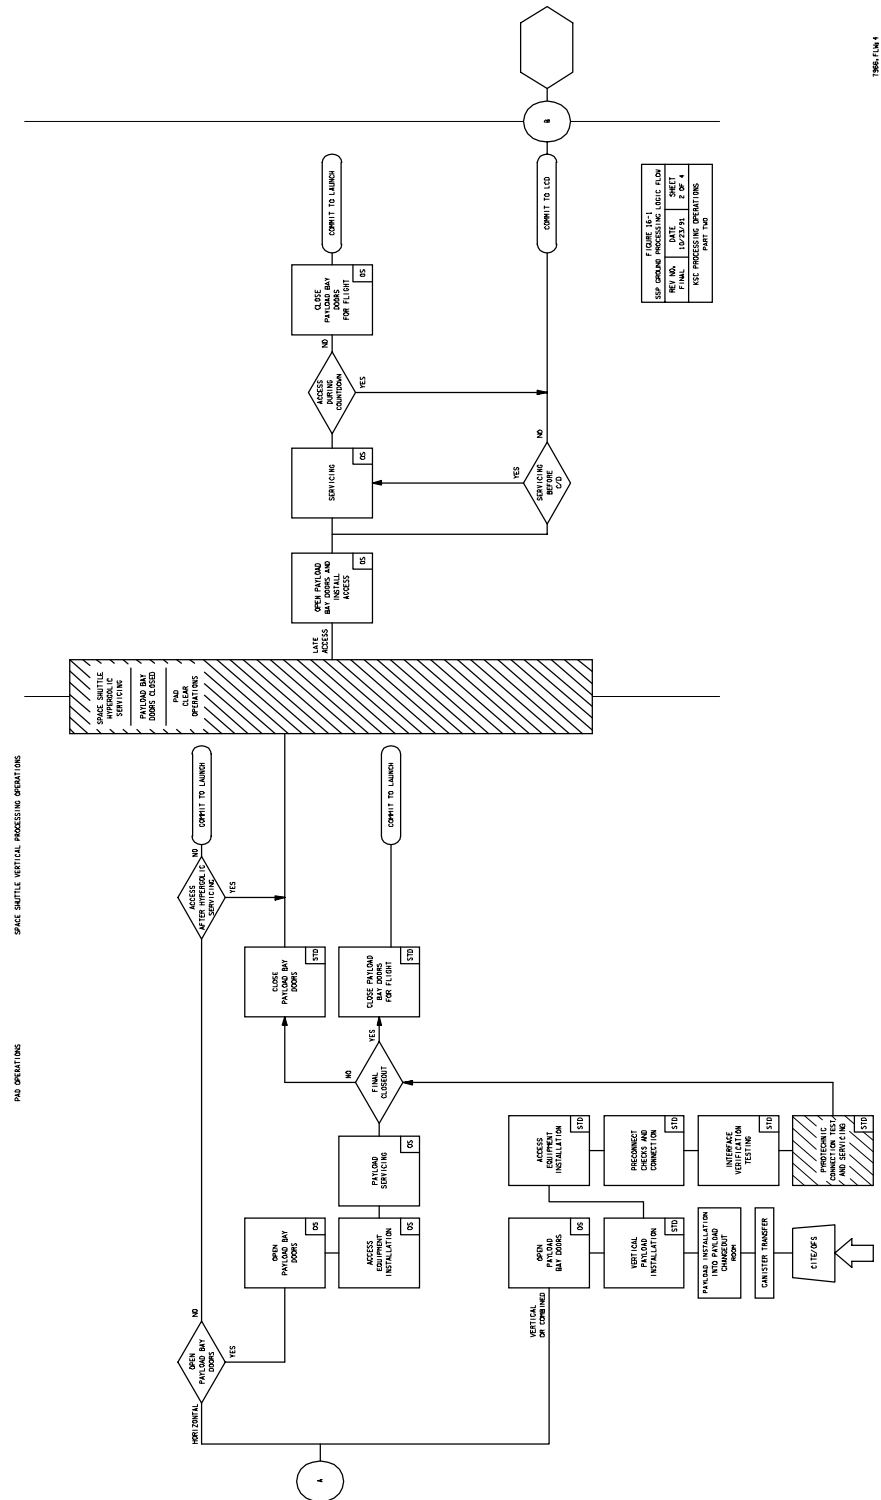 SPACE SHUTTLE VERTICAL PROCESSING OPERATIONS
PAD OPERATIONS
A
HORIZONTAL
OPEN
PAYLOAD BAY
DOORS
NO
YES
OPEN
PAYLOAD BAY
DOORS
OS
ACCESS
EQUIPMENT
INSTALLATION
OS
PAYLOAD
SERVICING
OS
FINAL
CLOSEOUT
NO
YES
CLOSE
PAYLOAD BAY
DOORS
STD
CLOSE PAYLOAD
BAY DOORS
FOR FLIGHT
STD
COMMIT TO LAUNCH
ACCESS
AFTER HYPERGOLIC
SERVICING
NO
YES
COMMIT TO LAUNCH
VERTICAL
OR COMBINED
OPEN
PAYLOAD
BAY DOORS
OS
VERTICAL
PAYLOAD
INSTALLATION
STD
PAYLOAD INSTALLATION
INTO PAYLOAD
CHANGEOUT
ROOM
CANISTER TRANSFER
CITE/OFS
ACCESS
EQUIPMENT
INSTALLATION
STD
PRECONNECT
CHECKS AND
CONNECTION
STD
INTERFACE
VERIFICATION
TESTING
STD
PYROTECHNIC
CONNECTION TEST
AND SERVICING
STD
SPACE SHUTTLE
HYPERGOLIC
SERVICING
PAYLOAD BAY
DOORS CLOSED
PAD
CLEAR
OPERATIONS
LATE
ACCESS
OPEN PAYLOAD
BAY DOORS AND
INSTALL
ACCESS
OS
SERVICING
OS
ACCESS
DURING
COUNTDOWN
NO
YES
CLOSE
PAYLOAD BAY
DOORS
FOR FLIGHT
OS
COMMIT TO LAUNCH
SERVICING
BEFORE
C/D
YES
NO
COMMIT TO LCD
B
FIGURE 16-1
SSP GROUND PROCESSING LOGIC FLOW
REV NO. DATE SHEET
FINAL 10/23/91 2 OF 4
KSC PROCESSING OPERATIONS
PART TWO